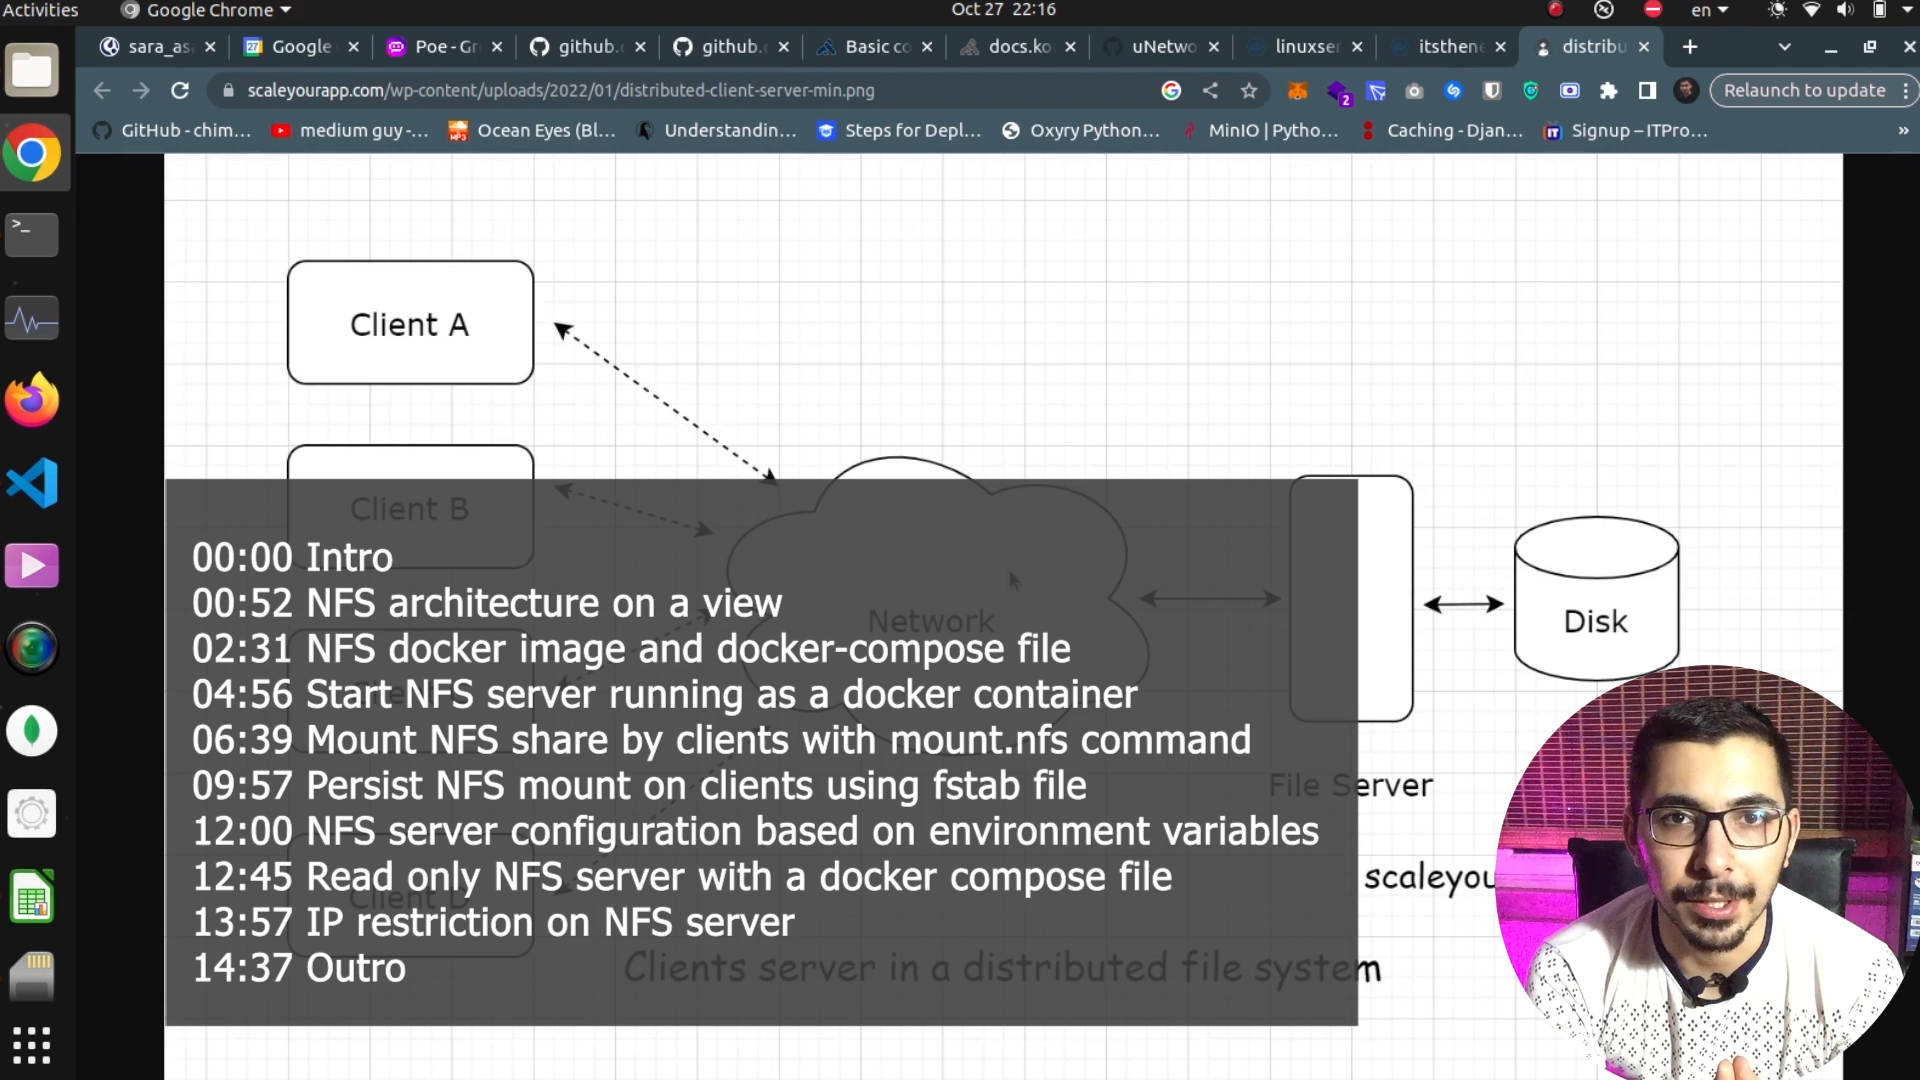 Activities
Google Chrome
Oct 27 22:16
en
sara_as
Google
Poe - Gr
github.c
github.c
Basic co
docs.ko
uNetwo
linuxser
itsthene
distribu
scaleyourapp.com/wp-content/uploads/2022/01/distributed-client-server-min.png
2
Relaunch to update
GitHub - chim...
medium guy -...
Ocean Eyes (Bl...
Understandin...
Steps for Depl...
Oxyry Python...
MinIO | Pytho...
Caching - Djan...
Signup – ITPro...
»
Client A
Client B
Network
Disk
File Server
00:00 Intro
00:52 NFS architecture on a view
02:31 NFS docker image and docker-compose file
04:56 Start NFS server running as a docker container
06:39 Mount NFS share by clients with mount.nfs command
09:57 Persist NFS mount on clients using fstab file
12:00 NFS server configuration based on environment variables
12:45 Read only NFS server with a docker compose file
13:57 IP restriction on NFS server
14:37 Outro
Client D
scaleyou
Clients server in a distributed file system